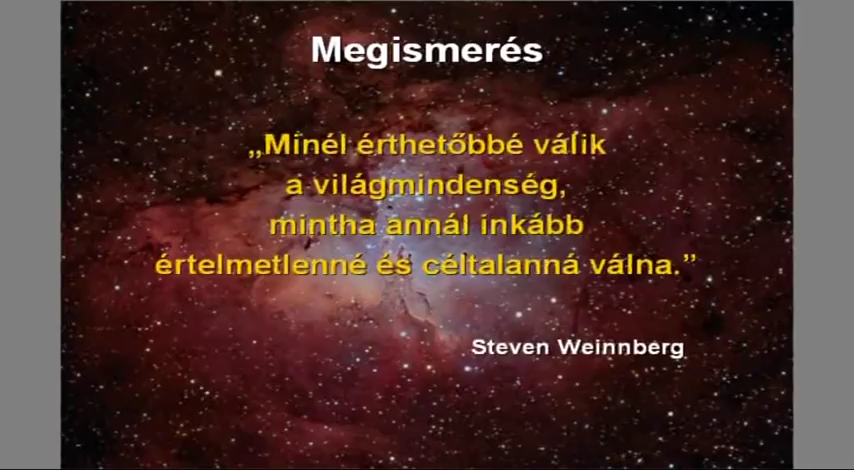 Megismerés
„Minél érthetőbbé válik
a világmindenség,
mintha annál inkább
értelmetlenné és céltalanná válna.”
Steven Weinnberg